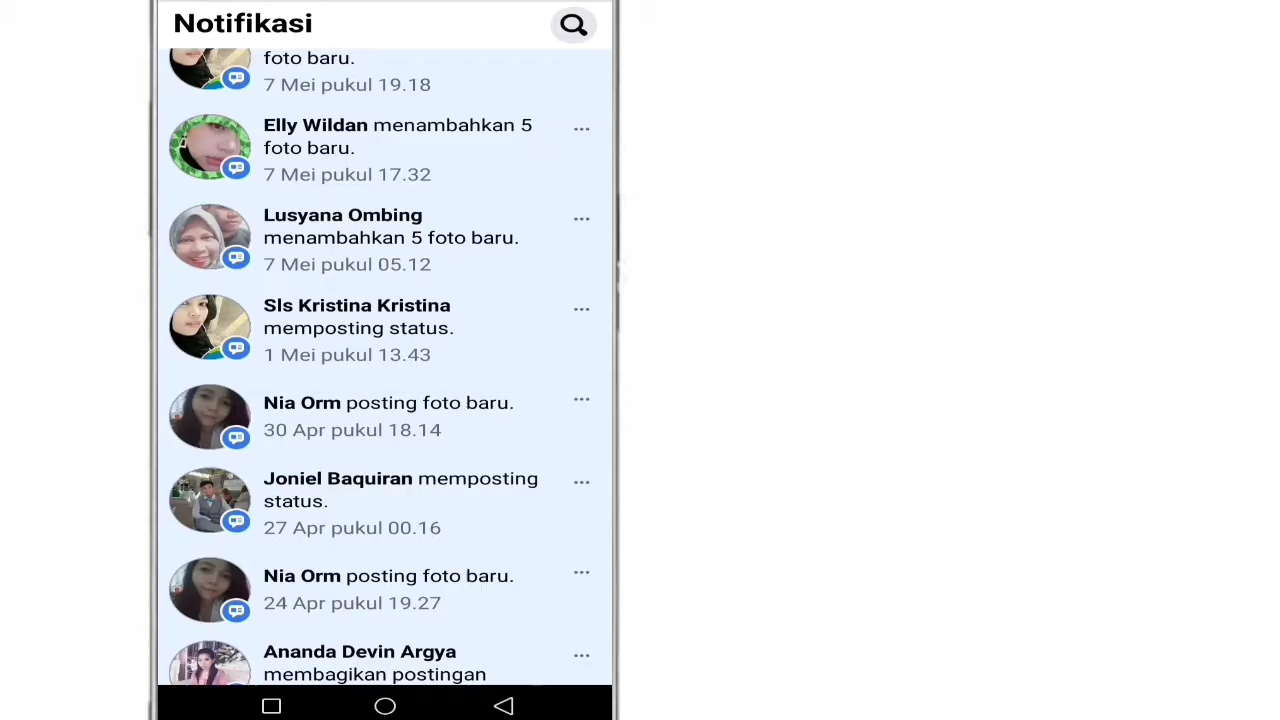 Notifikasi
foto baru.
7 Mei pukul 19.18
Elly Wildan menambahkan 5
foto baru.
7 Mei pukul 17.32
Lusyana Ombing
menambahkan 5 foto baru.
7 Mei pukul 05.12
Sls Kristina Kristina
memposting status.
1 Mei pukul 13.43
Nia Orm posting foto baru.
30 Apr pukul 18.14
Joniel Baquiran memposting
status.
27 Apr pukul 00.16
Nia Orm posting foto baru.
24 Apr pukul 19.27
Ananda Devin Argya
membagikan postingan